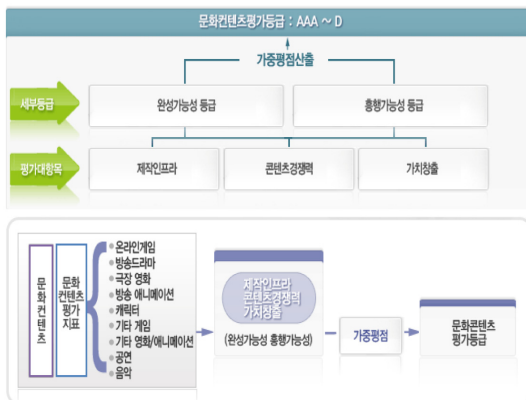 문화컨텐츠평가등급 : AAA ~ D
가중평점산출
세부등급
완성가능성 등급
흥행가능성 등급
평가대항목
제작인프라
콘텐츠경쟁력
가치창출
문화컨텐츠
문화
컨텐츠
평가
지표
온라인게임
방송드라마
극장 영화
방송 애니메이션
캐릭터
기타 게임
기타 영화/애니메이션
공연
음악
제작인프라
콘텐츠경쟁력
가치창출
(완성가능성 흥행가능성)
가중평점
문화콘텐츠
평가등급